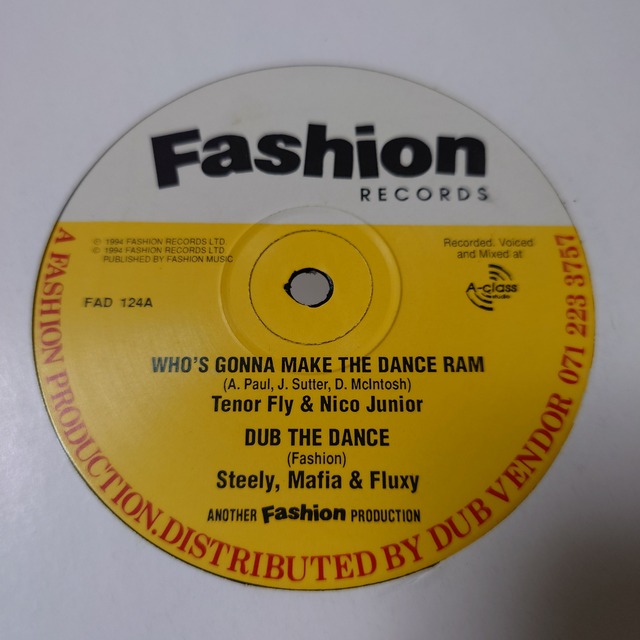 Fashion
RECORDS
℗ 1994 FASHION RECORDS LTD.
© 1994 FASHION RECORDS LTD.
PUBLISHED BY FASHION MUSIC
Recorded, Voiced
and Mixed at
A-class
studio
FAD 124A
WHO'S GONNA MAKE THE DANCE RAM
(A. Paul, J. Sutter, D. McIntosh)
Tenor Fly & Nico Junior
DUB THE DANCE
(Fashion)
Steely, Mafia & Fluxy
ANOTHER Fashion PRODUCTION
A FASHION PRODUCTION.DISTRIBUTED BY DUB VENDOR 071 223 3757